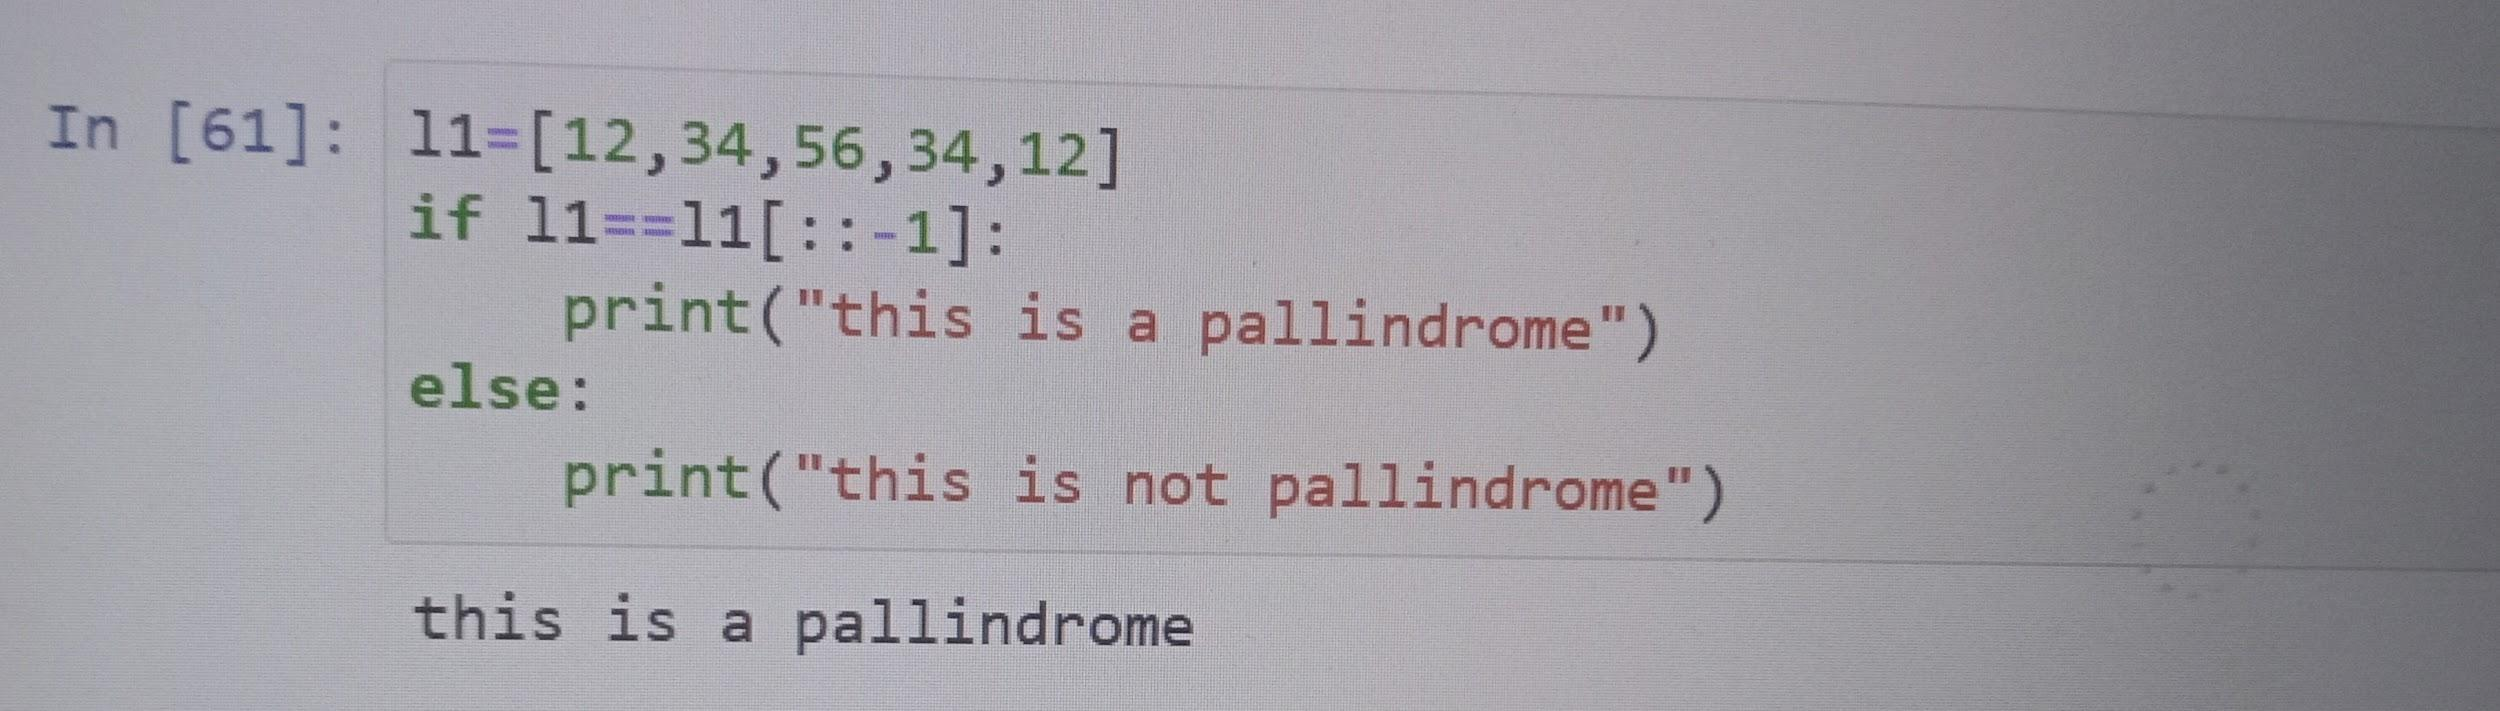 In [61]: l1=[12,34,56,34,12]
if l1==l1[::-1]:
    print("this is a pallindrome")
else:
    print("this is not pallindrome")
this is a pallindrome